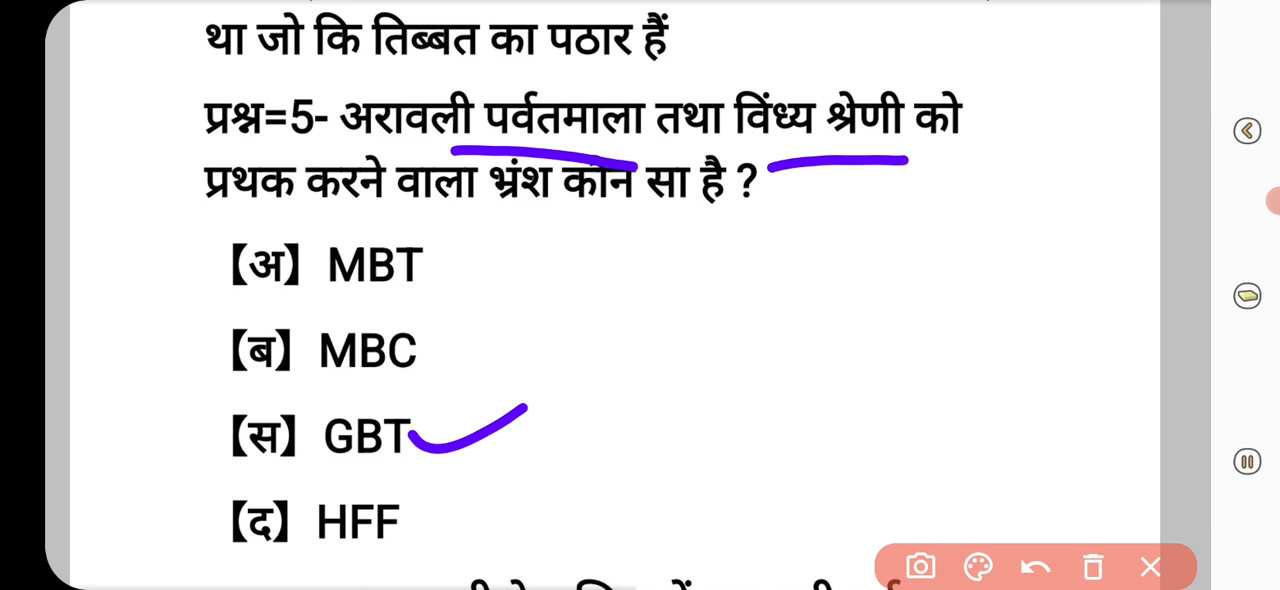 था जो कि तिब्बत का पठार हैं
प्रश्न=5- अरावली पर्वतमाला तथा विंध्य श्रेणी को
प्रथक करने वाला भ्रंश कोन सा है ?
【अ】 MBT
【ब】 MBC
【स】 GBT
【द】 HFF